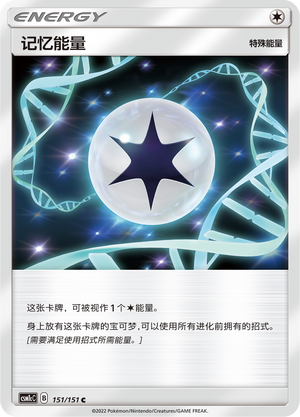 ENERGY
记忆能量
特殊能量
这张卡牌，可被视作1个✶能量。
身上放有这张卡牌的宝可梦，可以使用所有进化前拥有的招式。
[需要满足使用招式所需能量。]
B 151/151 C
©2022 Pokémon/Nintendo/Creatures/GAME FREAK.